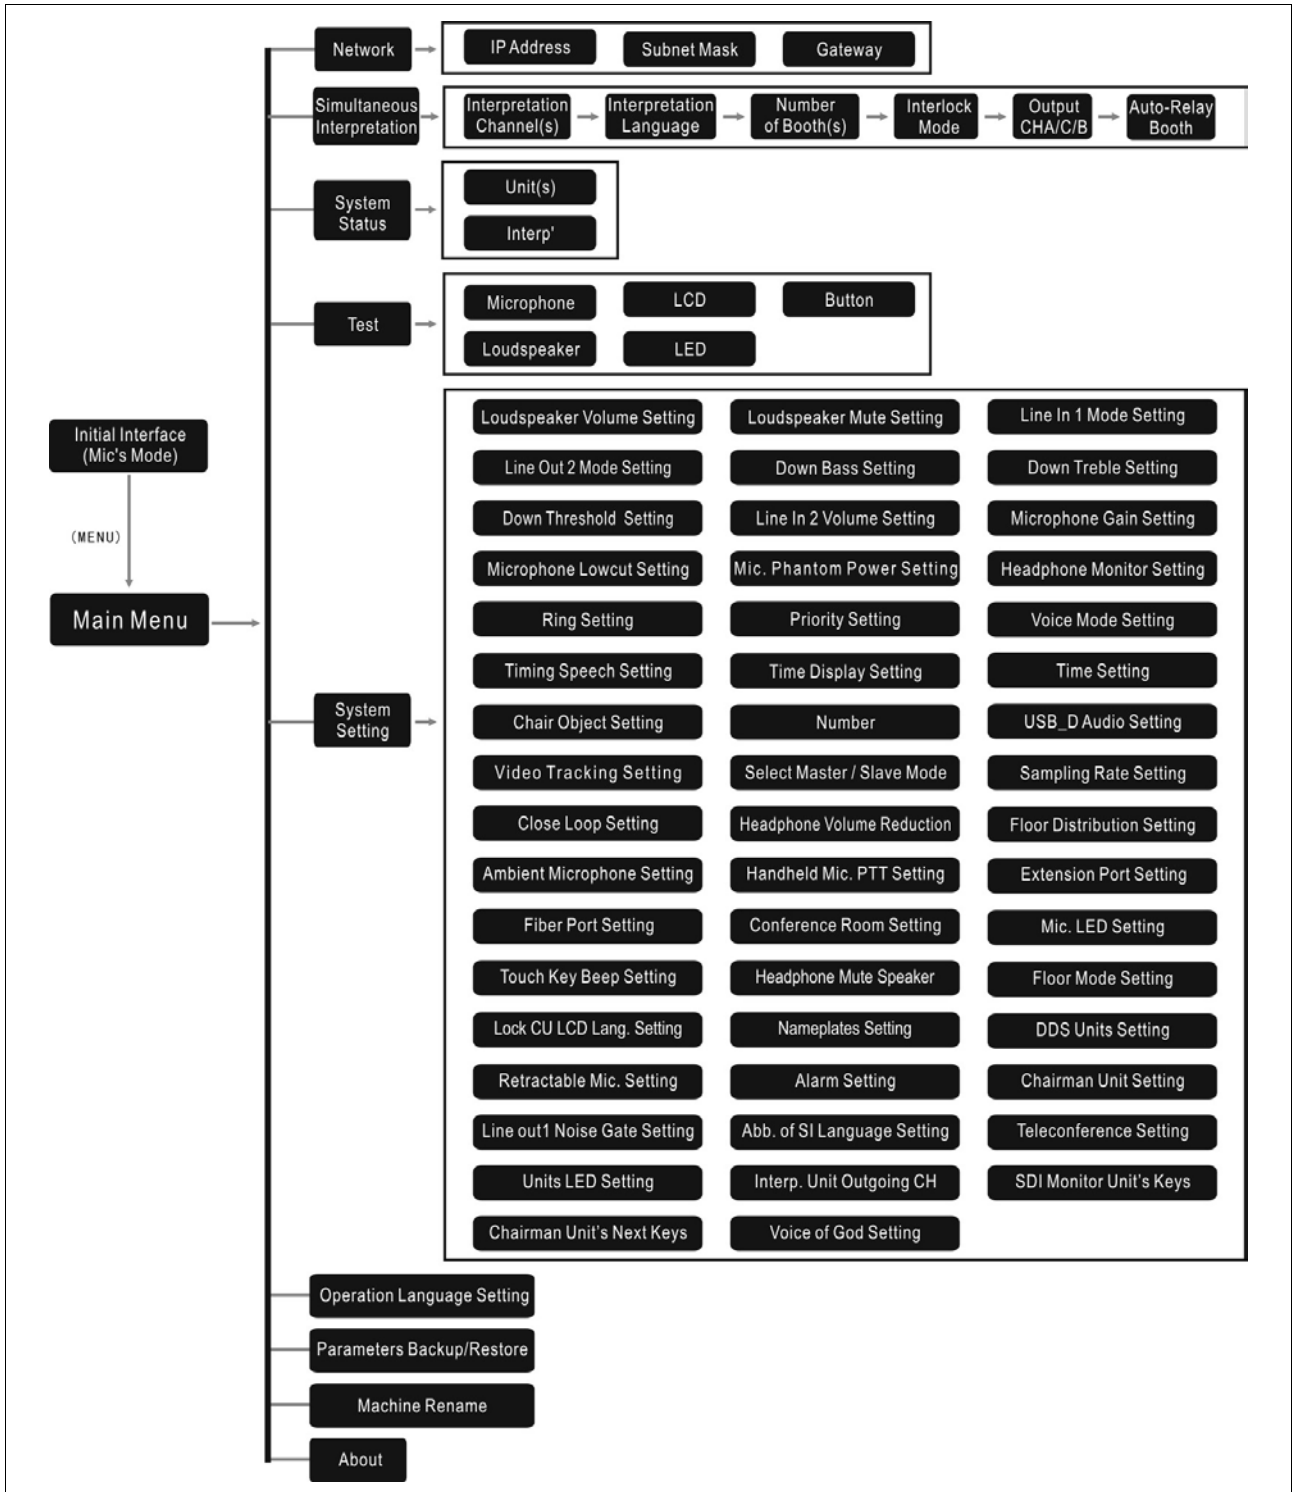 Network
IP Address
Subnet Mask
Gateway
Simultaneous
Interpretation
Interpretation
Channel(s)
Interpretation
Language
Number
of Booth(s)
Interlock
Mode
Output
CHA/C/B
Auto-Relay
Booth
System
Status
Unit(s)
Interp'
Test
Microphone
LCD
Button
Loudspeaker
LED
Initial Interface
(Mic's Mode)
(MENU)
Main Menu
System
Setting
Loudspeaker Volume Setting
Loudspeaker Mute Setting
Line In 1 Mode Setting
Line Out 2 Mode Setting
Down Bass Setting
Down Treble Setting
Down Threshold Setting
Line In 2 Volume Setting
Microphone Gain Setting
Microphone Lowcut Setting
Mic. Phantom Power Setting
Headphone Monitor Setting
Ring Setting
Priority Setting
Voice Mode Setting
Timing Speech Setting
Time Display Setting
Time Setting
Chair Object Setting
Number
USB_D Audio Setting
Video Tracking Setting
Select Master / Slave Mode
Sampling Rate Setting
Close Loop Setting
Headphone Volume Reduction
Floor Distribution Setting
Ambient Microphone Setting
Handheld Mic. PTT Setting
Extension Port Setting
Fiber Port Setting
Conference Room Setting
Mic. LED Setting
Touch Key Beep Setting
Headphone Mute Speaker
Floor Mode Setting
Lock CU LCD Lang. Setting
Nameplates Setting
DDS Units Setting
Retractable Mic. Setting
Alarm Setting
Chairman Unit Setting
Line out1 Noise Gate Setting
Abb. of SI Language Setting
Teleconference Setting
Units LED Setting
Interp. Unit Outgoing CH
SDI Monitor Unit's Keys
Chairman Unit's Next Keys
Voice of God Setting
Operation Language Setting
Parameters Backup/Restore
Machine Rename
About